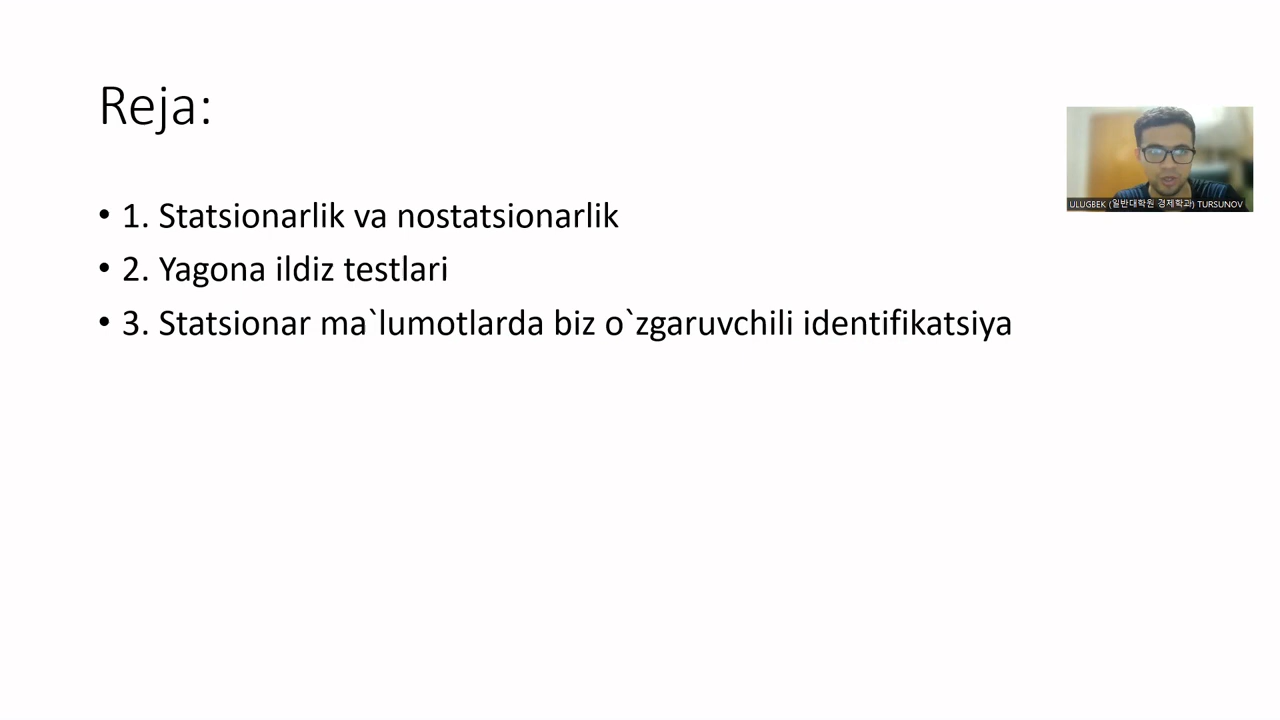 Reja:
• 1. Statsionarlik va nostatsionarlik
• 2. Yagona ildiz testlari
• 3. Statsionar ma`lumotlarda biz o`zgaruvchili identifikatsiya
ULUGBEK (일반대학원 경제학과) TURSUNOV